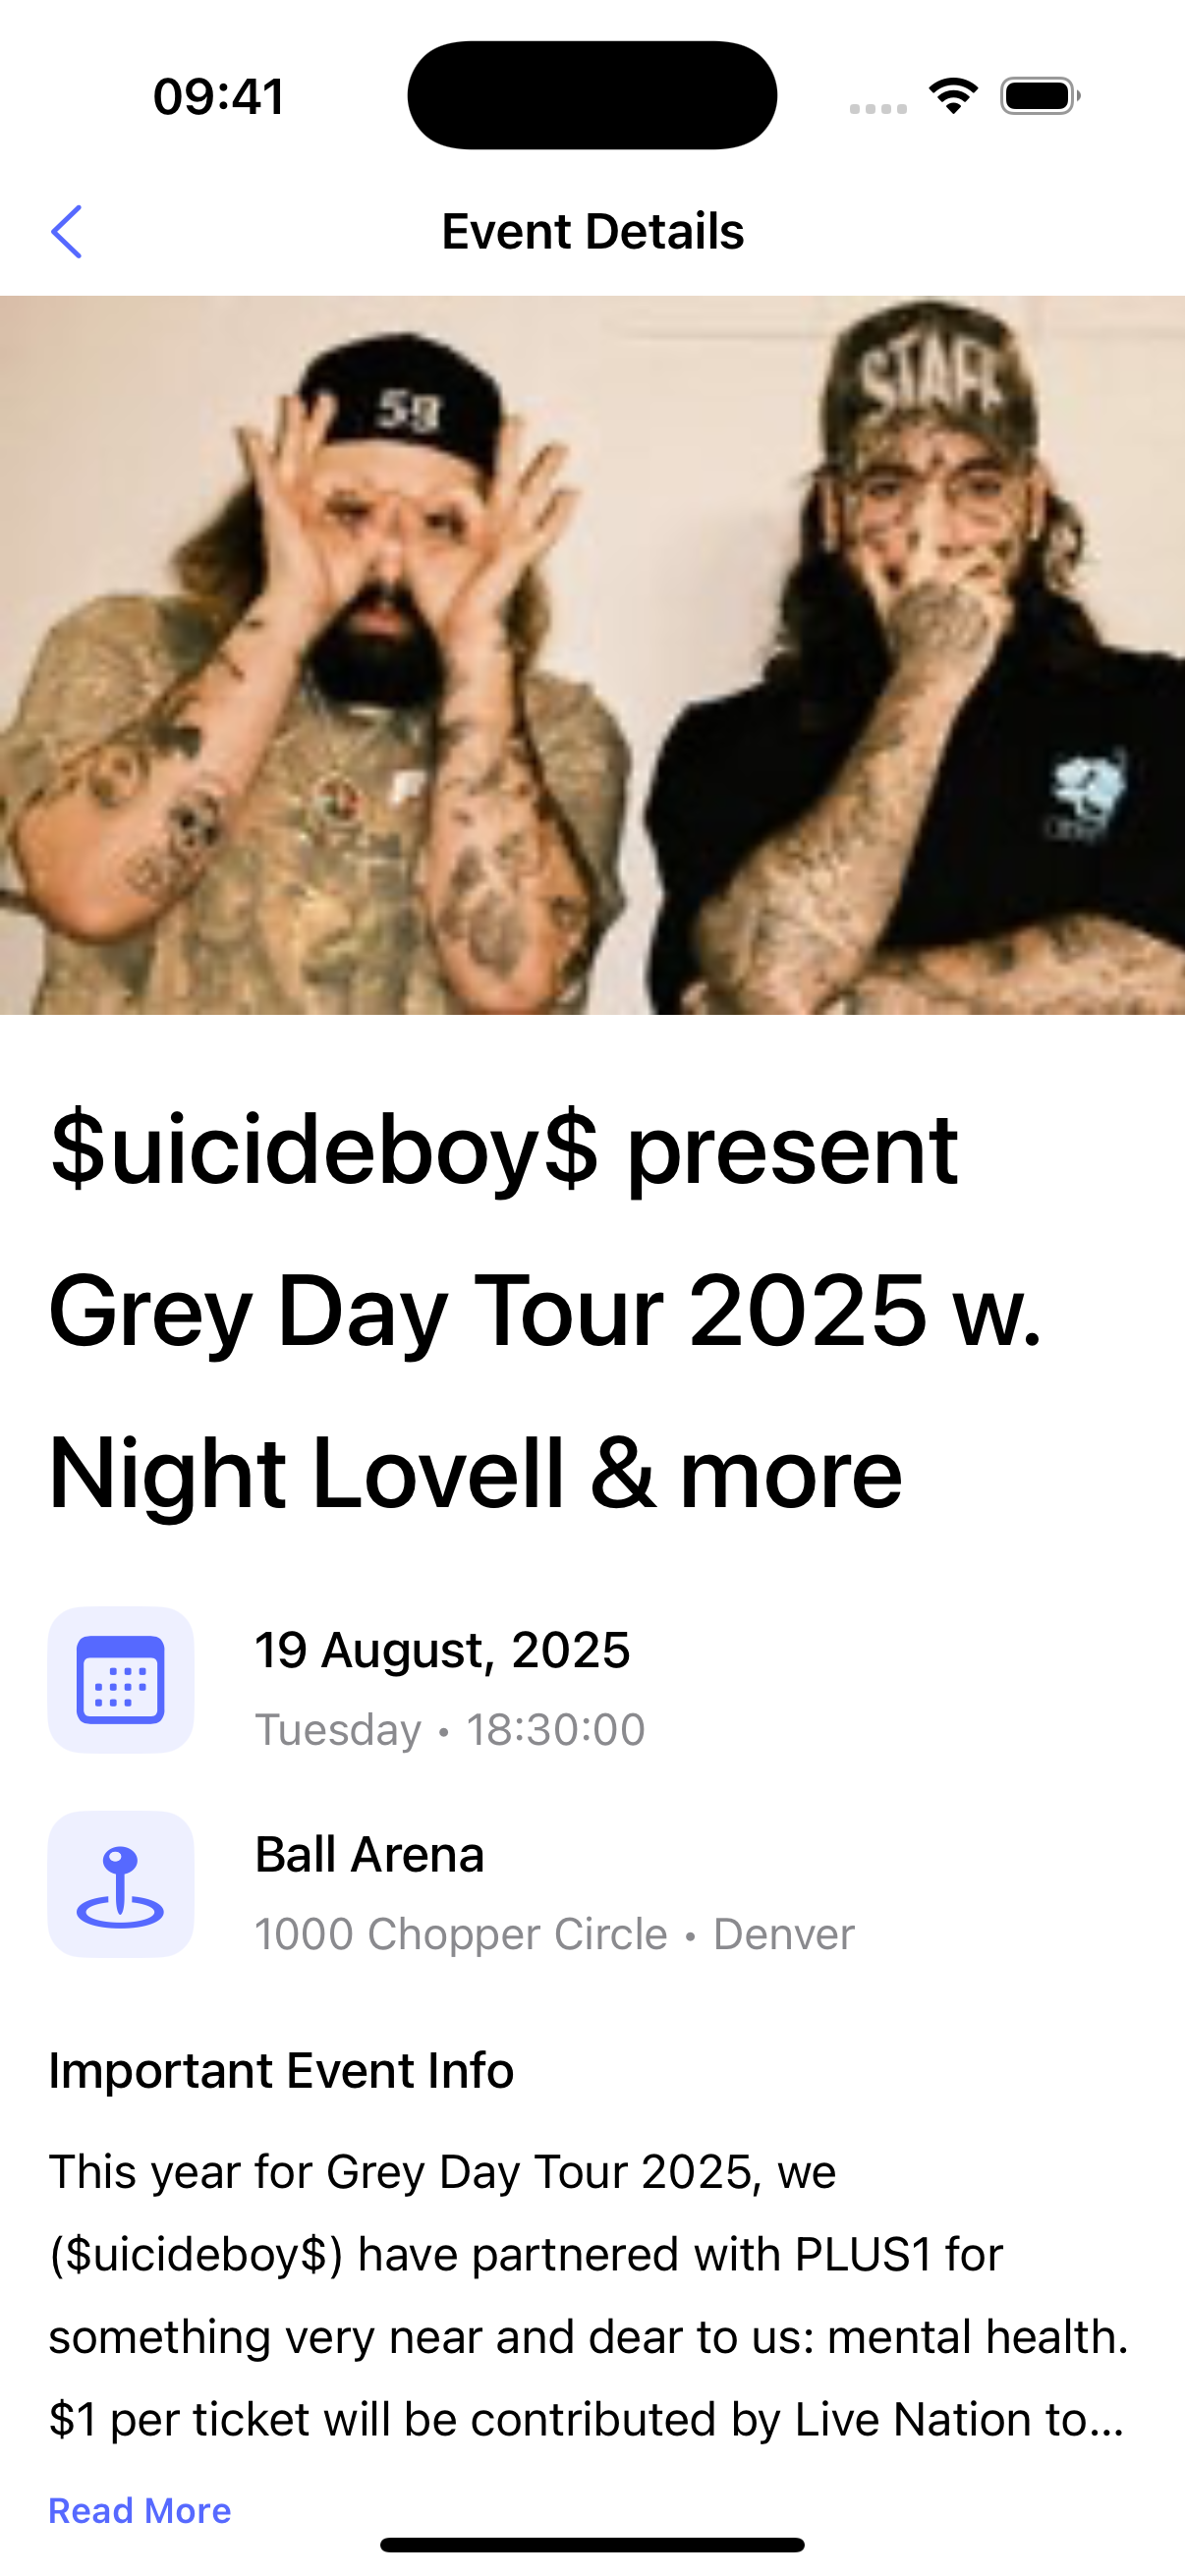 09:41
Event Details
59
STAFF
$uicideboy$ present
Grey Day Tour 2025 w.
Night Lovell & more
19 August, 2025
Tuesday • 18:30:00
Ball Arena
1000 Chopper Circle • Denver
Important Event Info
This year for Grey Day Tour 2025, we
($uicideboy$) have partnered with PLUS1 for
something very near and dear to us: mental health.
$1 per ticket will be contributed by Live Nation to...
Read More